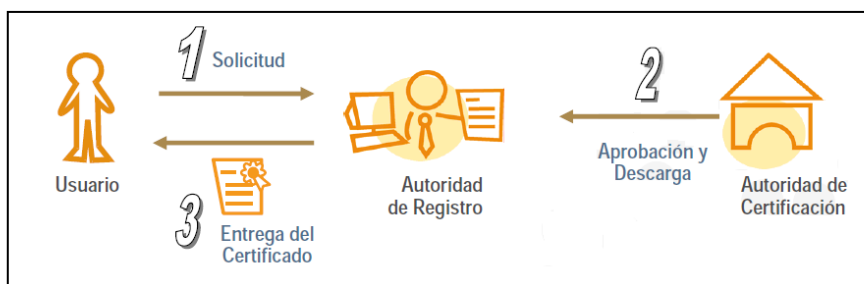 1 Solicitud
2
Aprobación y
Descarga
Usuario
Autoridad
de Registro
Autoridad de
Certificación
3 Entrega del
Certificado